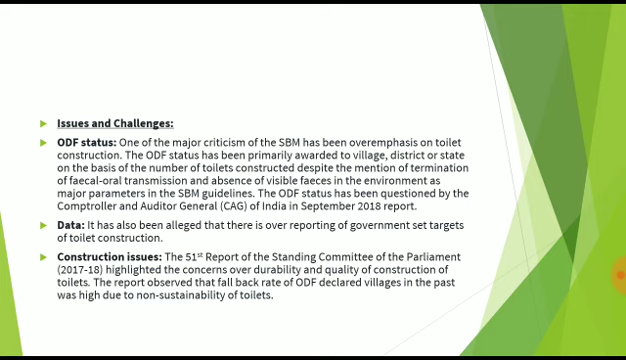 Issues and Challenges:
ODF status: One of the major criticism of the SBM has been overemphasis on toilet
construction. The ODF status has been primarily awarded to village, district or state
on the basis of the number of toilets constructed despite the mention of termination
of faecal-oral transmission and absence of visible faeces in the environment as
major parameters in the SBM guidelines. The ODF status has been questioned by the
Comptroller and Auditor General (CAG) of India in September 2018 report.
Data: It has also been alleged that there is over reporting of government set targets
of toilet construction.
Construction issues: The 51st Report of the Standing Committee of the Parliament
(2017-18) highlighted the concerns over durability and quality of construction of
toilets. The report observed that fall back rate of ODF declared villages in the past
was high due to non-sustainability of toilets.